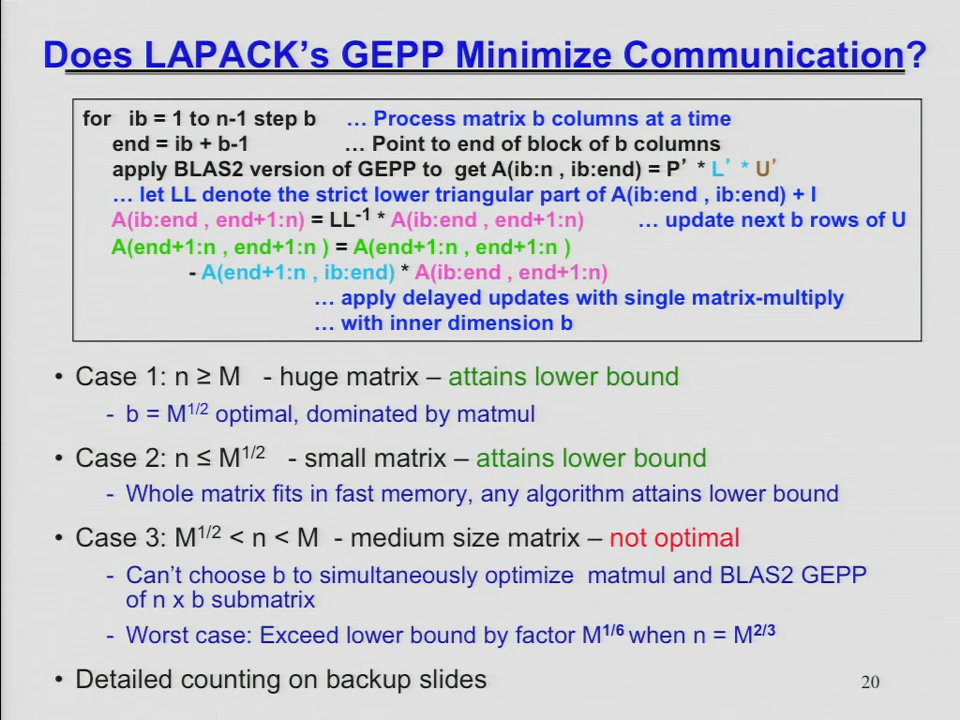 Does LAPACK’s GEPP Minimize Communication?
for ib = 1 to n-1 step b … Process matrix b columns at a time
end = ib + b-1 … Point to end of block of b columns
apply BLAS2 version of GEPP to get A(ib:n , ib:end) = P’ * L’ * U’
… let LL denote the strict lower triangular part of A(ib:end , ib:end) + I
A(ib:end , end+1:n) = LL⁻¹ * A(ib:end , end+1:n) … update next b rows of U
A(end+1:n , end+1:n ) = A(end+1:n , end+1:n )
- A(end+1:n , ib:end) * A(ib:end , end+1:n)
… apply delayed updates with single matrix-multiply
… with inner dimension b
• Case 1: n ≥ M - huge matrix – attains lower bound
- b = M^1/2 optimal, dominated by matmul
• Case 2: n ≤ M^1/2 - small matrix – attains lower bound
- Whole matrix fits in fast memory, any algorithm attains lower bound
• Case 3: M^1/2 < n < M - medium size matrix – not optimal
- Can’t choose b to simultaneously optimize matmul and BLAS2 GEPP
of n x b submatrix
- Worst case: Exceed lower bound by factor M^1/6 when n = M^2/3
• Detailed counting on backup slides
20